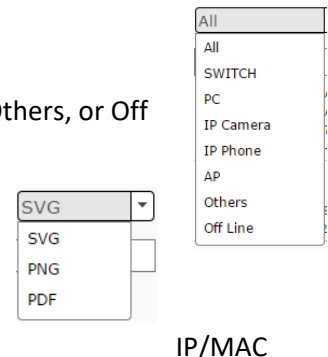 All
All
SWITCH
PC
IP Camera
IP Phone
AP
Others
Off Line
Others, or Off
SVG
SVG
PNG
PDF
IP/MAC